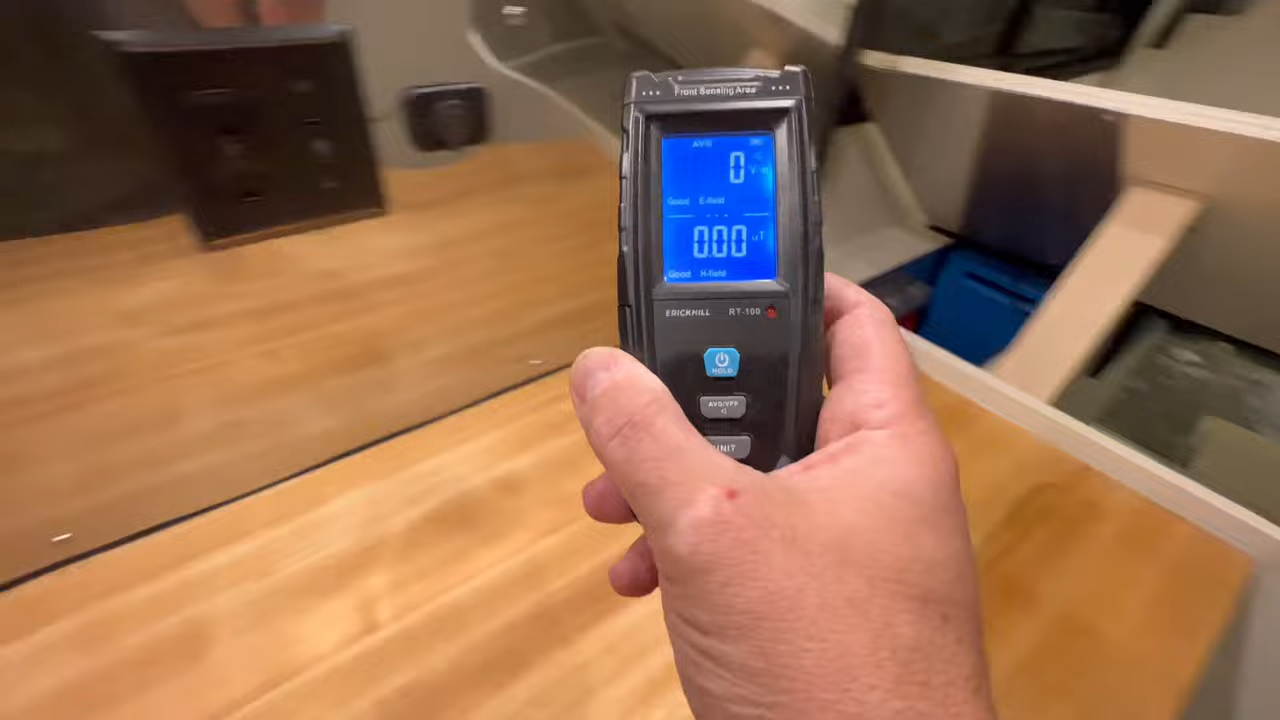 Front Sensing Area
AVG
0 V/m
Good E-field
0.00 uT
Good H-field
ERICKHILL RT-100
HOLD
AVG/VPP
UNIT